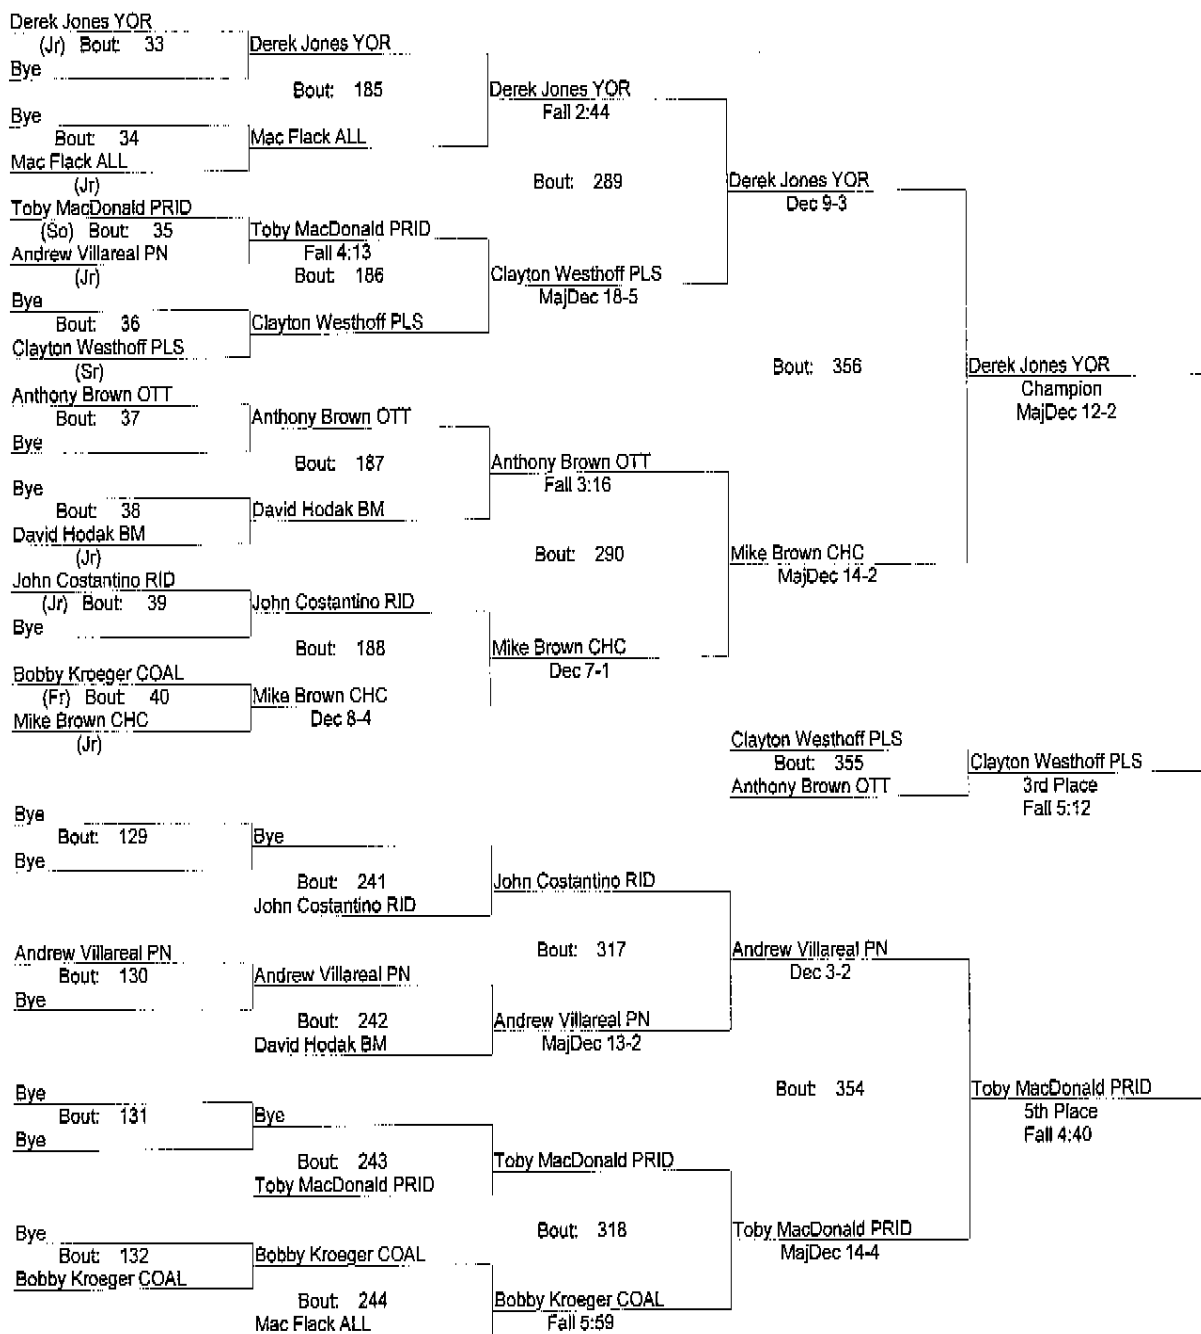 Derek Jones YOR
(Jr) Bout: 33
Bye
Derek Jones YOR
Bout: 185
Bye
Bout: 34
Mac Flack ALL
(Jr)
Mac Flack ALL
Derek Jones YOR
Fall 2:44
Bout: 289
Toby MacDonald PRID
(So) Bout: 35
Andrew Villareal PN
(Jr)
Toby MacDonald PRID
Fall 4:13
Bout: 186
Bye
Bout: 36
Clayton Westhoff PLS
(Sr)
Clayton Westhoff PLS
Clayton Westhoff PLS
MajDec 18-5
Derek Jones YOR
Dec 9-3
Bout: 356
Anthony Brown OTT
Bout: 37
Bye
Anthony Brown OTT
Bout: 187
Bye
Bout: 38
David Hodak BM
(Jr)
David Hodak BM
Anthony Brown OTT
Fall 3:16
Bout: 290
John Costantino RID
(Jr) Bout: 39
Bye
John Costantino RID
Bout: 188
Bobby Kroeger COAL
(Fr) Bout: 40
Mike Brown CHC
(Jr)
Mike Brown CHC
Dec 8-4
Mike Brown CHC
Dec 7-1
Mike Brown CHC
MajDec 14-2
Derek Jones YOR
Champion
MajDec 12-2
Clayton Westhoff PLS
Bout: 355
Anthony Brown OTT
Clayton Westhoff PLS
3rd Place
Fall 5:12
Bye
Bout: 129
Bye
Bye
Bout: 241
John Costantino RID
John Costantino RID
Bout: 317
Andrew Villareal PN
Bout: 130
Bye
Andrew Villareal PN
Bout: 242
David Hodak BM
Andrew Villareal PN
MajDec 13-2
Andrew Villareal PN
Dec 3-2
Bout: 354
Bye
Bout: 131
Bye
Bye
Bout: 243
Toby MacDonald PRID
Toby MacDonald PRID
Bout: 318
Bye
Bout: 132
Bobby Kroeger COAL
Bobby Kroeger COAL
Bout: 244
Mac Flack ALL
Bobby Kroeger COAL
Fall 5:59
Toby MacDonald PRID
MajDec 14-4
Toby MacDonald PRID
5th Place
Fall 4:40